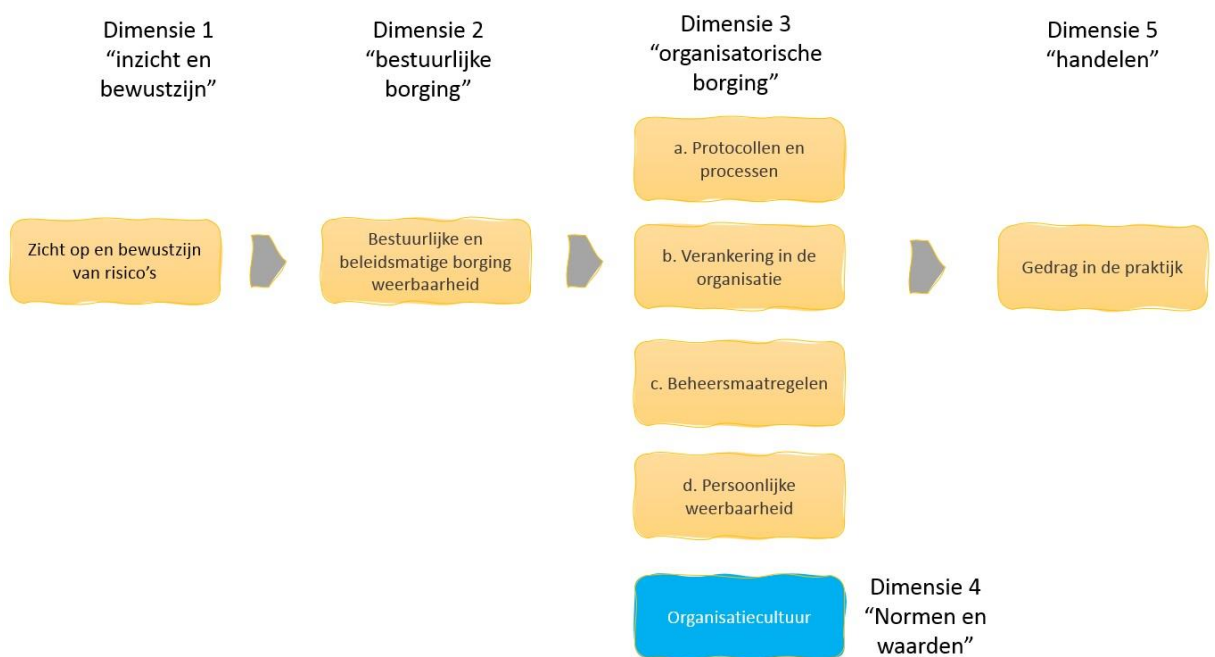 Dimensie 1
“inzicht en
bewustzijn”
Dimensie 2
“bestuurlijke
borging”
Dimensie 3
“organisatorische
borging”
Dimensie 5
“handelen”
Zicht op en bewustzijn
van risico’s
Bestuurlijke en
beleidsmatige borging
weerbaarheid
a. Protocollen en
processen
b. Verankering in de
organisatie
c. Beheersmaatregelen
d. Persoonlijke
weerbaarheid
Gedrag in de praktijk
Organisatiecultuur
Dimensie 4
“Normen en
waarden”